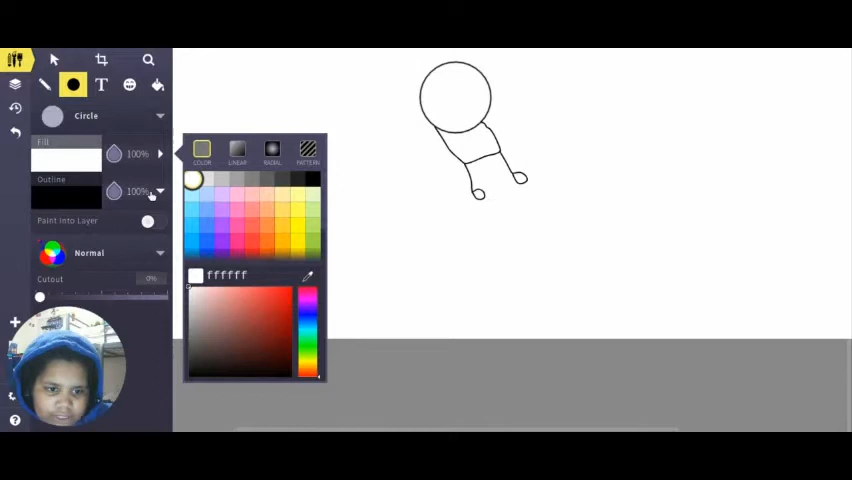 T
Circle
Fill
100%
Outline
100%
Paint Into Layer
Normal
Cutout
0%
COLOR LINEAR RADIAL PATTERN
ffffff
?